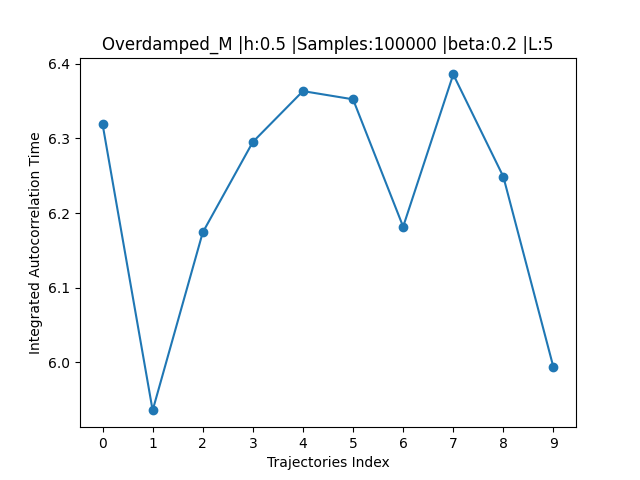 Overdamped_M |h:0.5 |Samples:100000 |beta:0.2 |L:5
Integrated Autocorrelation Time
6.4
6.3
6.2
6.1
6.0
0 1 2 3 4 5 6 7 8 9
Trajectories Index